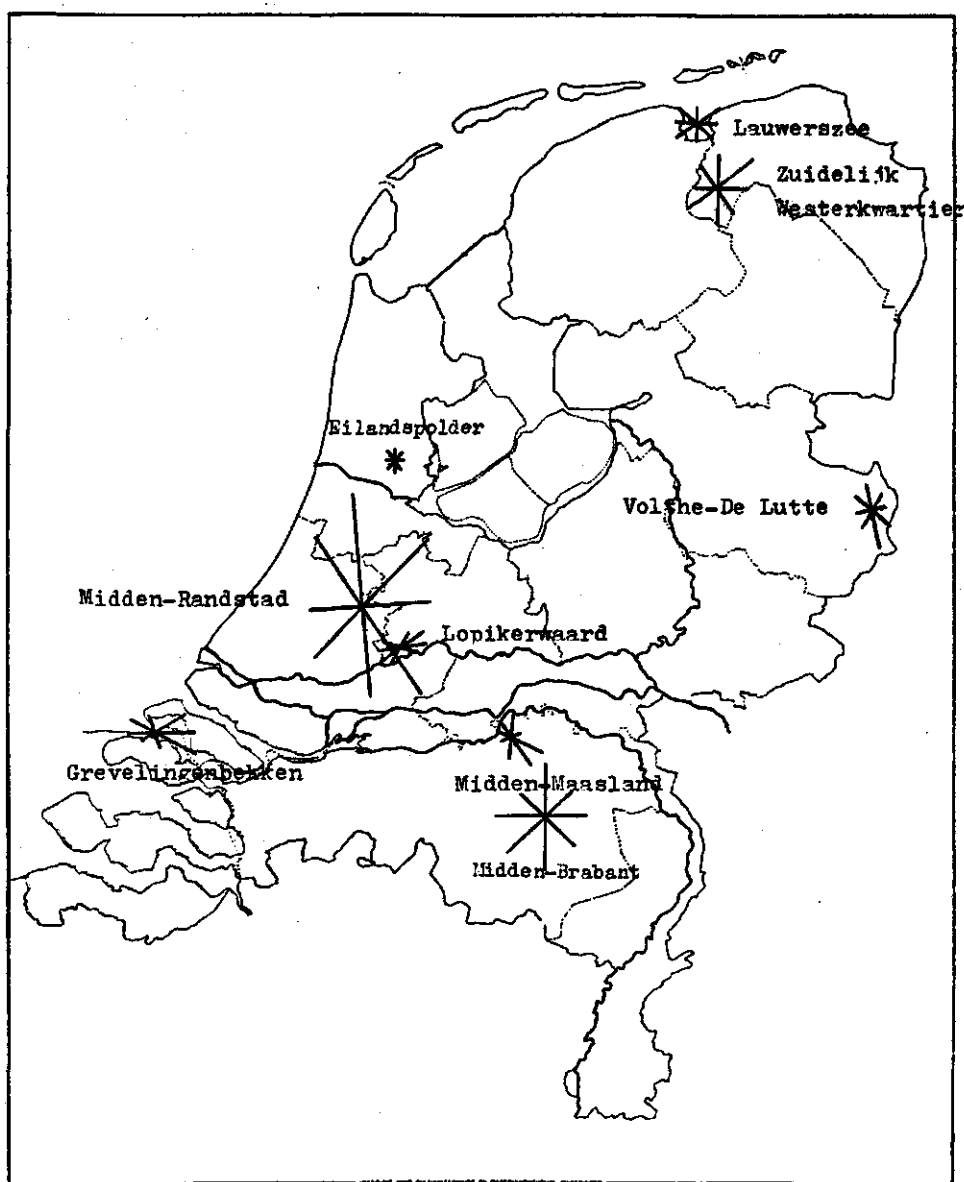 Lauwerszee
Zuidelijk
Westerkwartier
Eilandspolder
Volthe-De Lutte
Midden-Randstad
Lopikerwaard
Grevelingenbekken
Midden-Maasland
Midden-Brabant